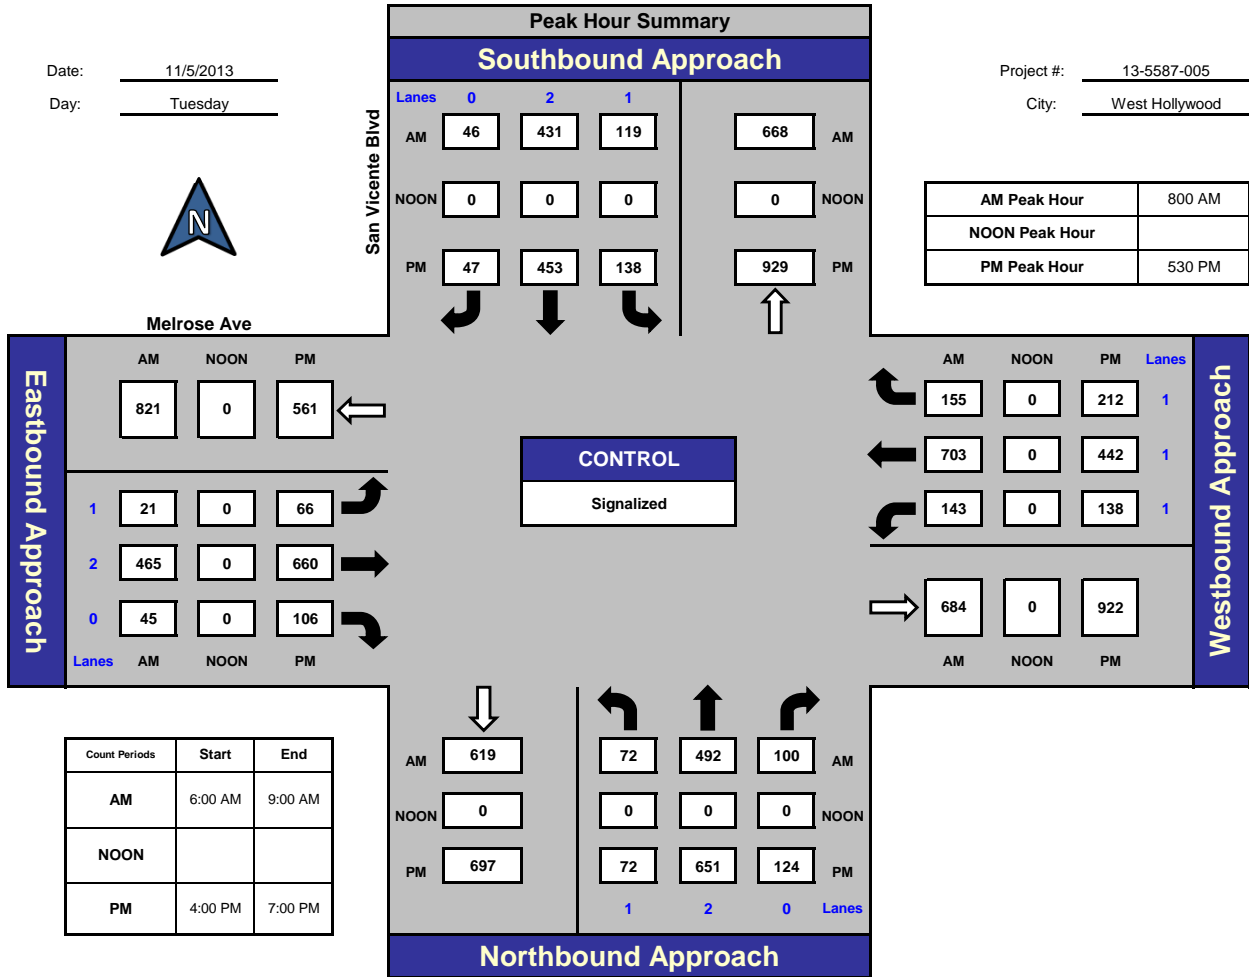 Peak Hour Summary
Southbound Approach
Date: 11/5/2013
Day: Tuesday
Project #: 13-5587-005
City: West Hollywood
San Vicente Blvd
Lanes 0 2 1
AM 46 431 119 668 AM
NOON 0 0 0 0 NOON
PM 47 453 138 929 PM
N
AM Peak Hour 800 AM
NOON Peak Hour
PM Peak Hour 530 PM
Melrose Ave
Eastbound Approach
AM NOON PM
821 0 561
1 21 0 66
2 465 0 660
0 45 0 106
Lanes AM NOON PM
CONTROL
Signalized
AM NOON PM Lanes
155 0 212 1
703 0 442 1
143 0 138 1
684 0 922
AM NOON PM
Westbound Approach
Count Periods Start End
AM 6:00 AM 9:00 AM
NOON
PM 4:00 PM 7:00 PM
AM 619 72 492 100 AM
NOON 0 0 0 0 NOON
PM 697 72 651 124 PM
1 2 0 Lanes
Northbound Approach